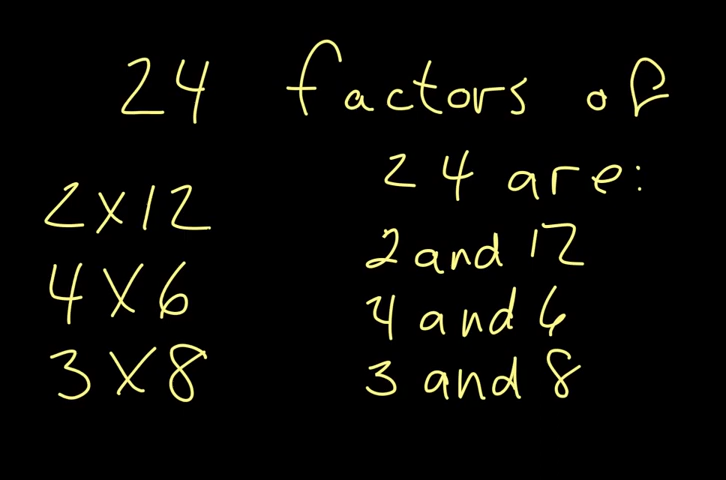 24
2x12
4x6
3x8
factors of
24 are:
2 and 12
4 and 6
3 and 8